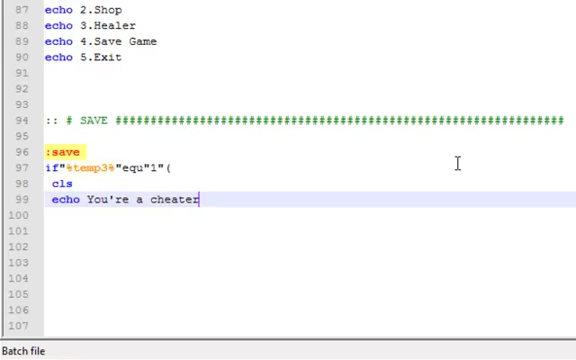 87 echo 2.Shop
88 echo 3.Healer
89 echo 4.Save Game
90 echo 5.Exit
91
92
93
94 :: # SAVE ################################################################
95
96 :save
97 if"%temp3%"equ"1"(
98 cls
99 echo You're a cheater
100
101
102
103
104
105
106
107
Batch file